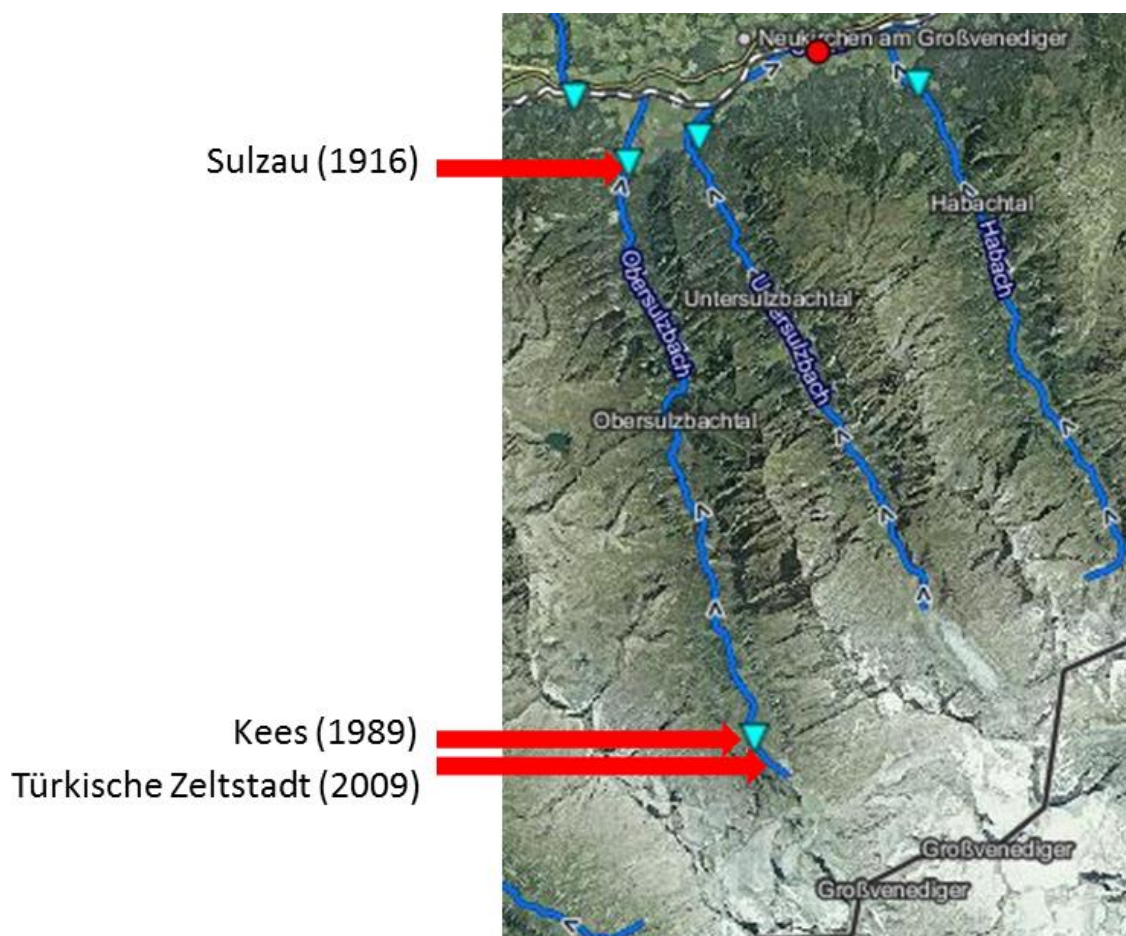 Neukirchen am Großvenediger
Sulzau (1916)
Habachtal
Habach
Obersulzbach
Untersulzbachtal
Untersulzbach
Obersulzbachtal
Kees (1989)
Türkische Zeltstadt (2009)
Großvenediger
Großvenediger